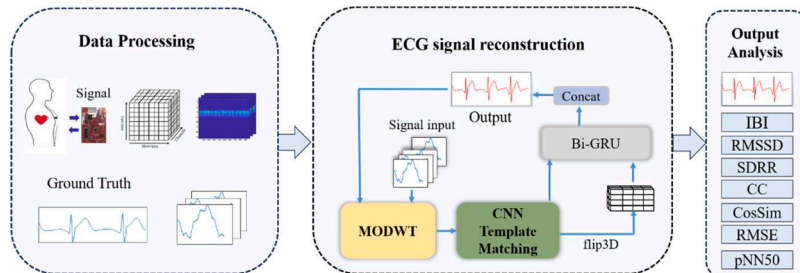 Data Processing
Signal
Ground Truth
ECG signal reconstruction
Output
Concat
Signal input
Bi-GRU
MODWT
CNN
Template
Matching
flip3D
Output
Analysis
IBI
RMSSD
SDRR
CC
CosSim
RMSE
pNN50